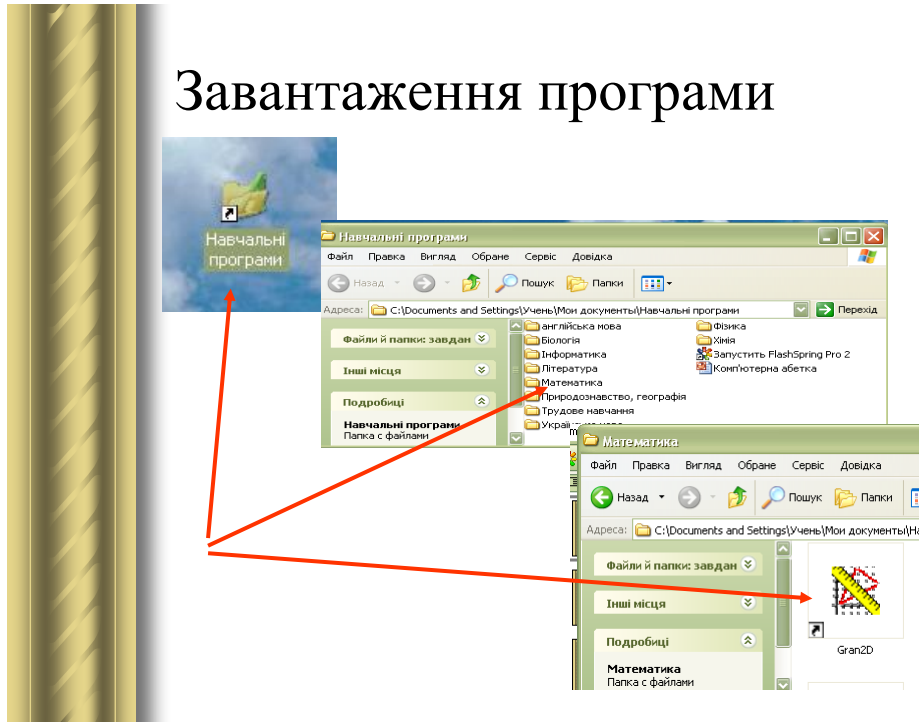 Завантаження програми
Навчальні
програми
Навчальні програми
Файл Правка Вигляд Обране Сервіс Довідка
Назад Пошук Папки
Адреса: C:\Documents and Settings\Учень\Мои документы\Навчальні програми Перехід
Файли й папки: завдан
Інші місця
Подробиці
Навчальні програми
Папка с файлами
англійська мова
Біологія
Інформатика
Література
Математика
Природознавство, географія
Трудове навчання
Фізика
Хімія
Запустить FlashSpring Pro 2
Комп'ютерна абетка
Математика
Файл Правка Вигляд Обране Сервіс Довідка
Назад Пошук Папки
Адреса: C:\Documents and Settings\Учень\Мои документы\На
Файли й папки: завдан
Інші місця
Подробиці
Математика
Папка с файлами
Gran2D